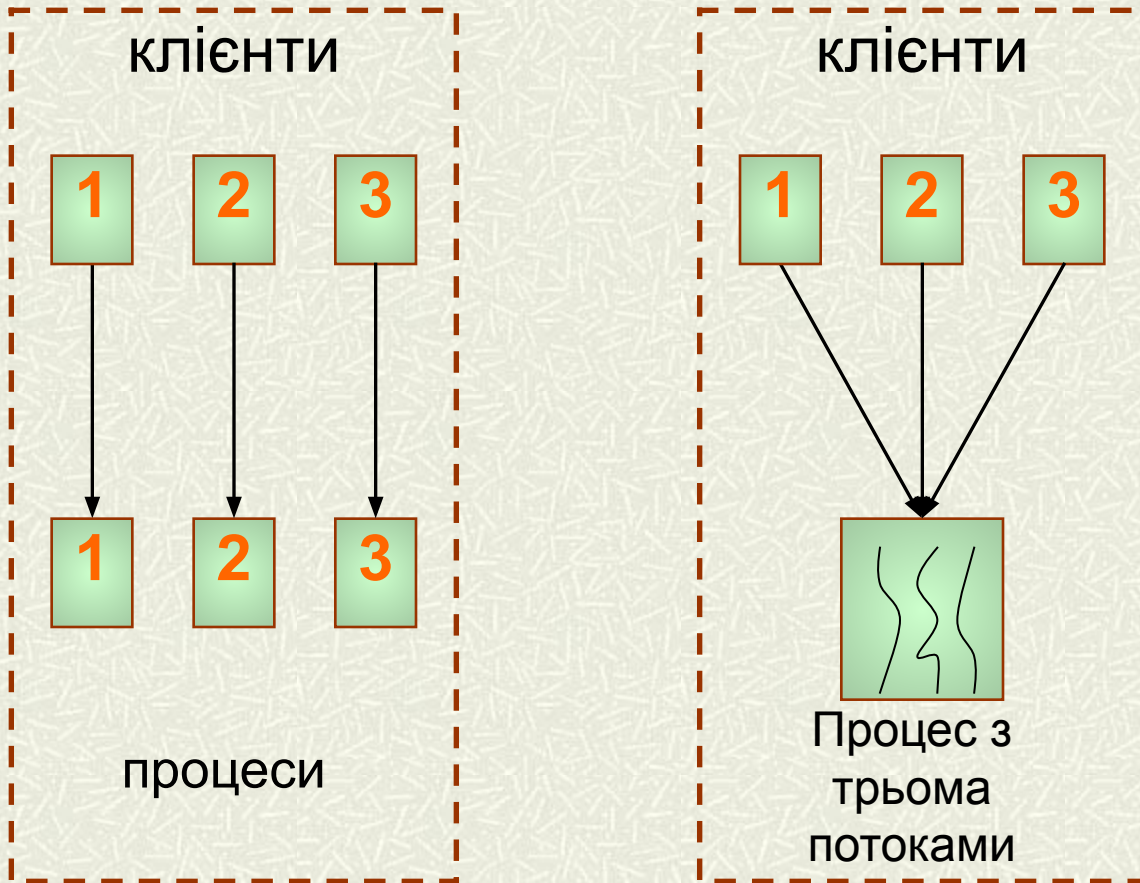 клієнти
1 2 3
1 2 3
процеси
клієнти
1 2 3
Процес з
трьома
потоками